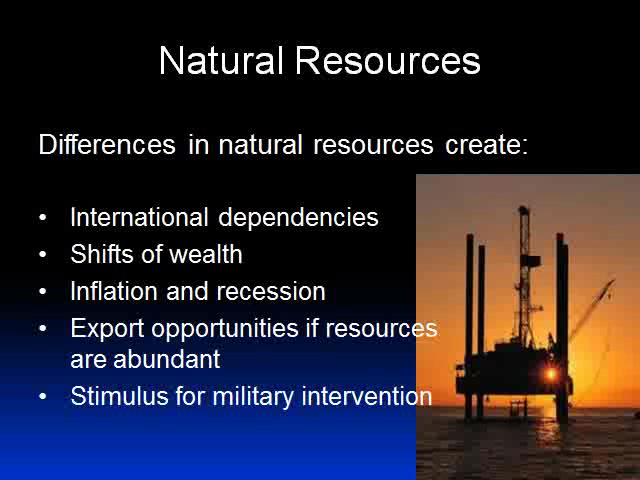 Natural Resources
Differences in natural resources create:
• International dependencies
• Shifts of wealth
• Inflation and recession
• Export opportunities if resources
are abundant
• Stimulus for military intervention